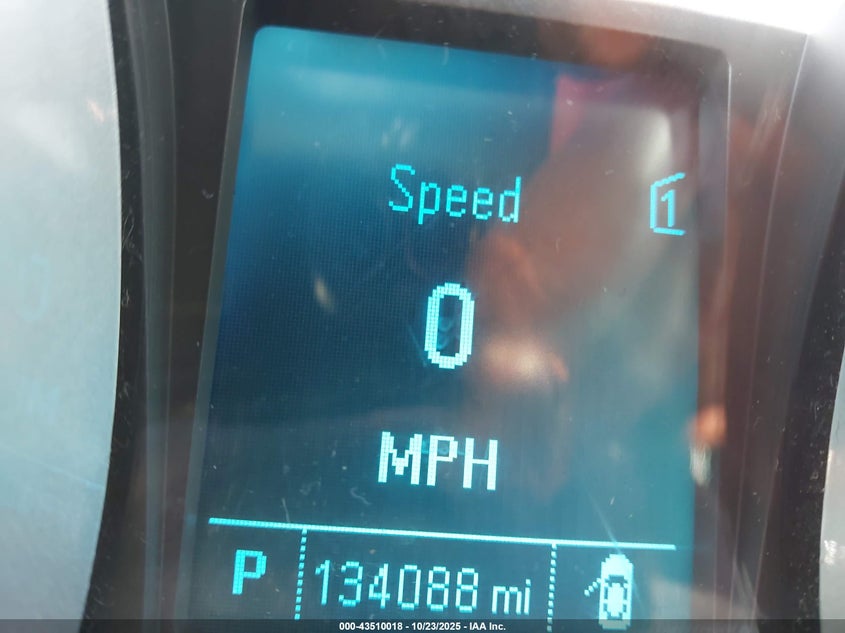 Speed
1
0
MPH
P 134088 mi
000-43510018 - 10/23/2025 - IAA Inc.